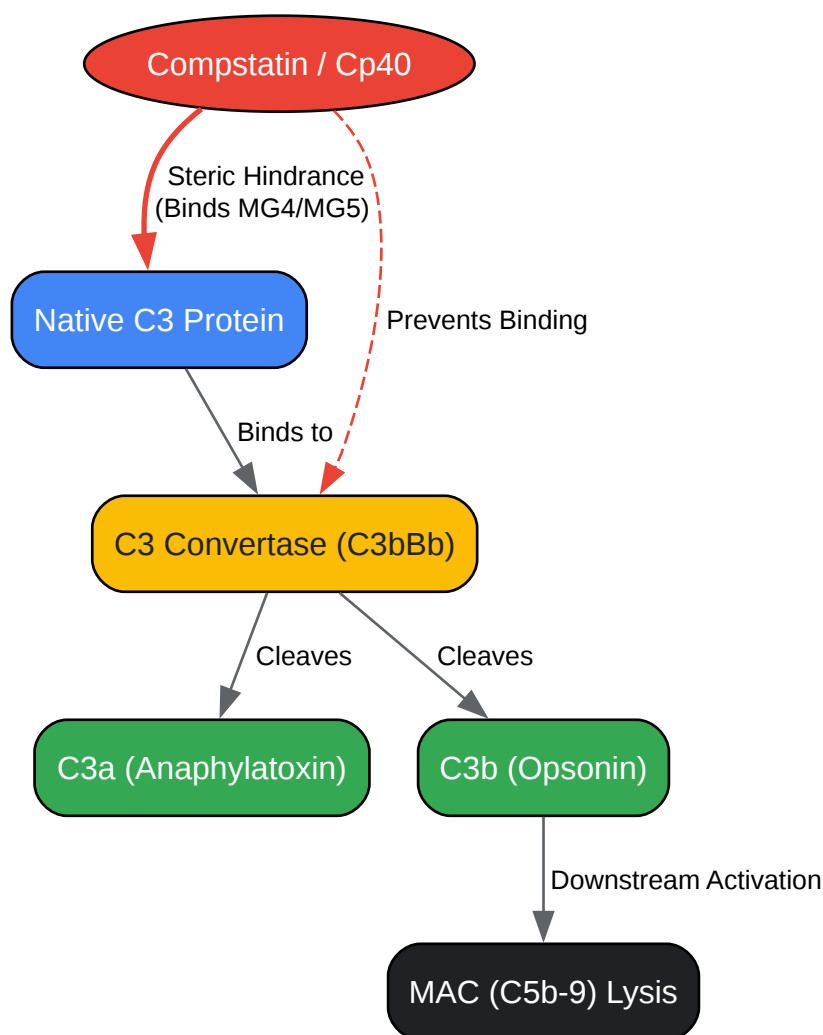 Compstatin / Cp40
Steric Hindrance
(Binds MG4/MG5)
Native C3 Protein
Prevents Binding
Binds to
C3 Convertase (C3bBb)
Cleaves
Cleaves
C3a (Anaphylatoxin)
C3b (Opsonin)
Downstream Activation
MAC (C5b-9) Lysis